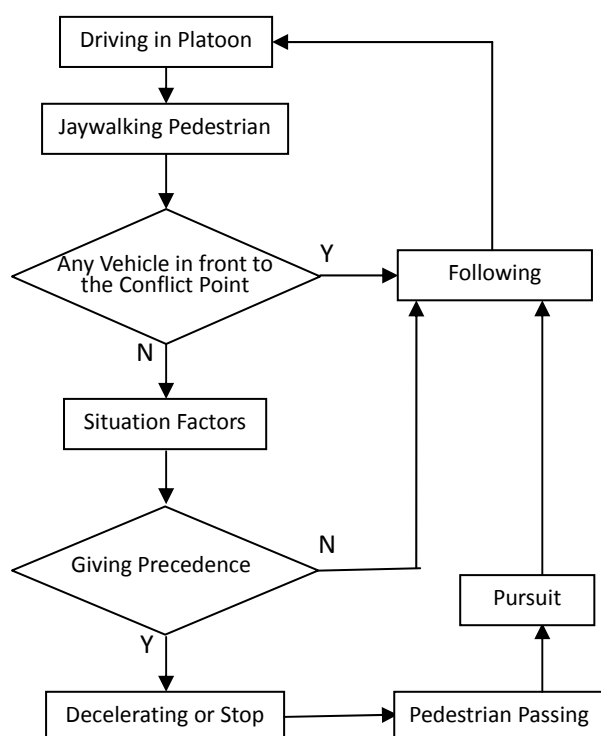 Driving in Platoon
Jaywalking Pedestrian
Any Vehicle in front to
the Conflict Point
Y
Following
N
Situation Factors
Giving Precedence
N
Y
Pursuit
Decelerating or Stop
Pedestrian Passing